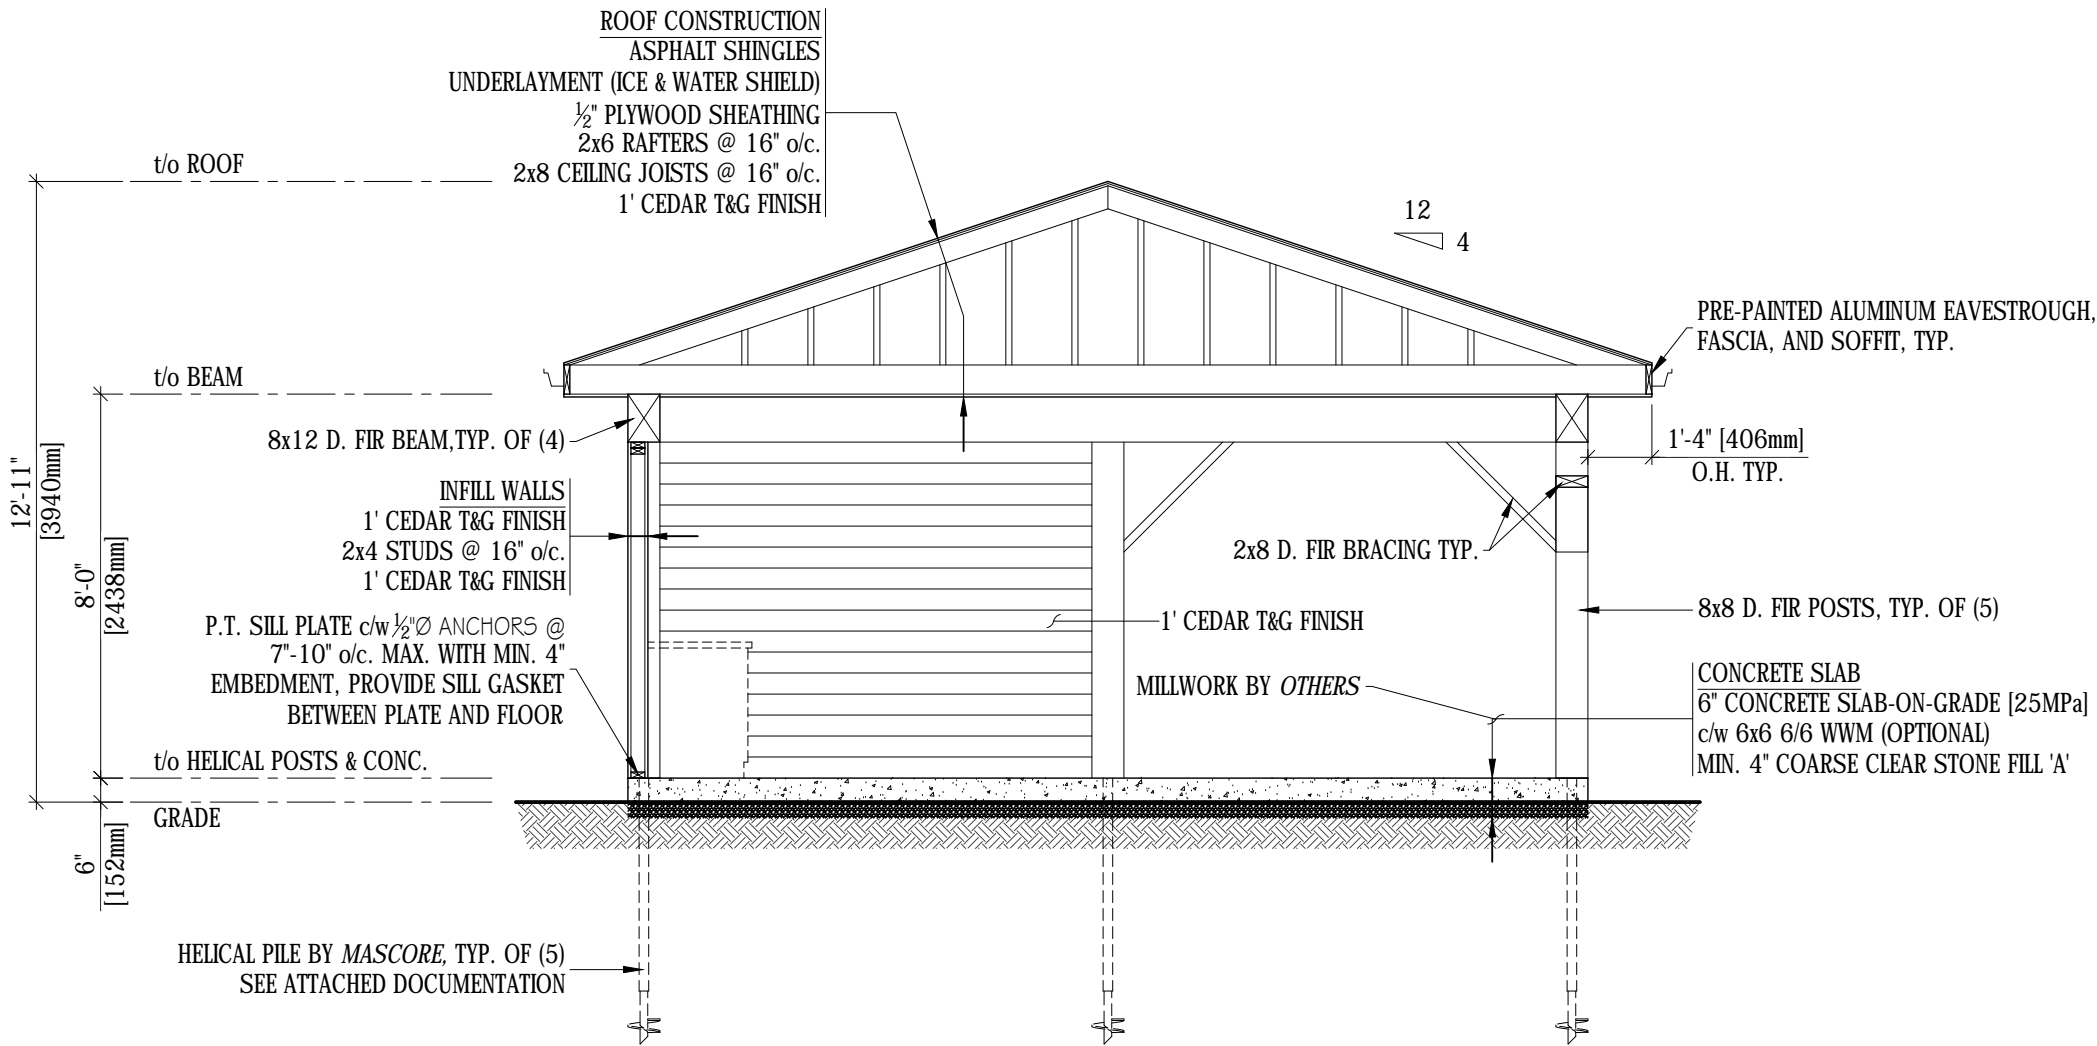 ROOF CONSTRUCTION
ASPHALT SHINGLES
UNDERLAYMENT (ICE & WATER SHIELD)
½" PLYWOOD SHEATHING
2x6 RAFTERS @ 16" o/c.
2x8 CEILING JOISTS @ 16" o/c.
1' CEDAR T&G FINISH
t/o ROOF
12
4
PRE-PAINTED ALUMINUM EAVESTROUGH,
FASCIA, AND SOFFIT, TYP.
t/o BEAM
8x12 D. FIR BEAM,TYP. OF (4)
1'-4" [406mm]
O.H. TYP.
12'-11"
[3940mm]
INFILL WALLS
1' CEDAR T&G FINISH
2x4 STUDS @ 16" o/c.
1' CEDAR T&G FINISH
2x8 D. FIR BRACING TYP.
8'-0"
[2438mm]
P.T. SILL PLATE c/w ½"Ø ANCHORS @
7"-10" o/c. MAX. WITH MIN. 4"
EMBEDMENT, PROVIDE SILL GASKET
BETWEEN PLATE AND FLOOR
1' CEDAR T&G FINISH
8x8 D. FIR POSTS, TYP. OF (5)
MILLWORK BY OTHERS
CONCRETE SLAB
6" CONCRETE SLAB-ON-GRADE [25MPa]
c/w 6x6 6/6 WWM (OPTIONAL)
MIN. 4" COARSE CLEAR STONE FILL 'A'
t/o HELICAL POSTS & CONC.
GRADE
6"
[152mm]
HELICAL PILE BY MASCORE, TYP. OF (5)
SEE ATTACHED DOCUMENTATION